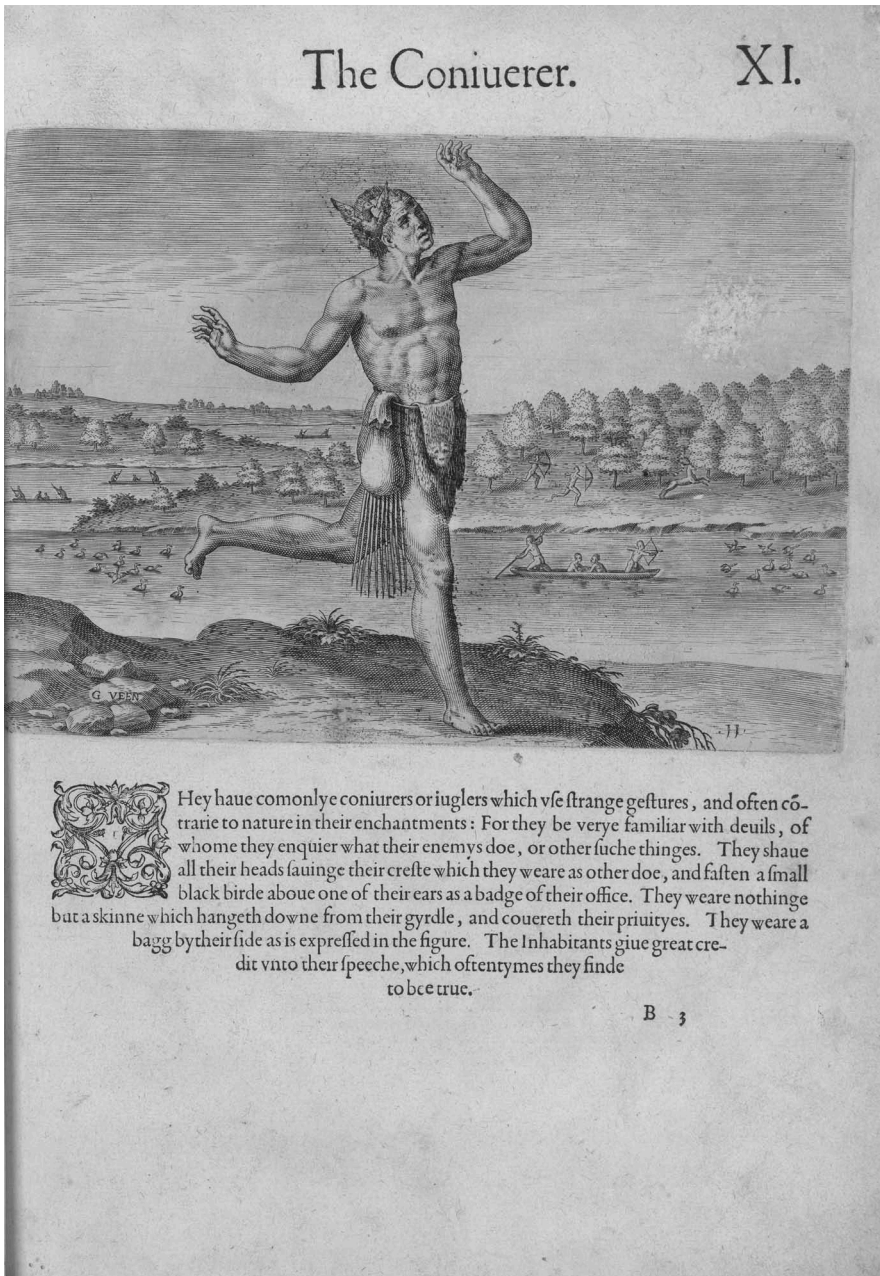 The Coniuerer.
XI.
G VEEN
11.
THey haue comonlye coniurers or iuglers which vſe ſtrange geſtures, and often cō-
trarie to nature in their enchantments: For they be verye familiar with deuils, of
whome they enquier what their enemys doe, or other ſuche thinges. They ſhaue
all their heads ſauinge their creſte which they weare as other doe, and faſten a ſmall
black birde aboue one of their ears as a badge of their office. They weare nothinge
but a skinne which hangeth downe from their gyrdle, and couereth their priuityes. They weare a
bagg by their ſide as is expreſſed in the figure. The Inhabitants giue great cre-
dit vnto their ſpeeche, which oftentymes they finde
to bee true.
B 3